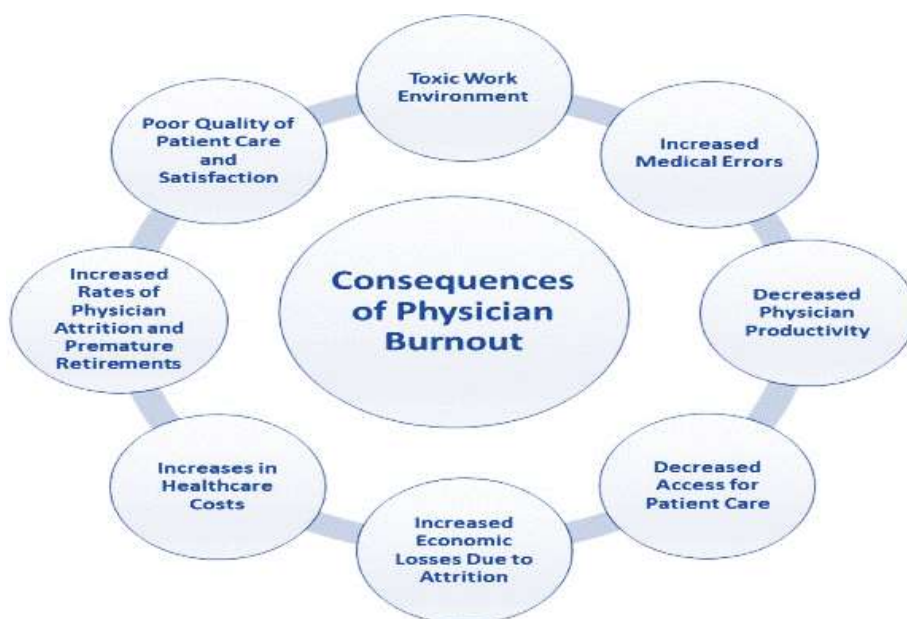 Consequences
of Physician
Burnout
Toxic Work
Environment
Increased
Medical Errors
Decreased
Physician
Productivity
Decreased
Access for
Patient Care
Increased
Economic
Losses Due to
Attrition
Increases in
Healthcare
Costs
Increased
Rates of
Physician
Attrition and
Premature
Retirements
Poor Quality of
Patient Care
and
Satisfaction